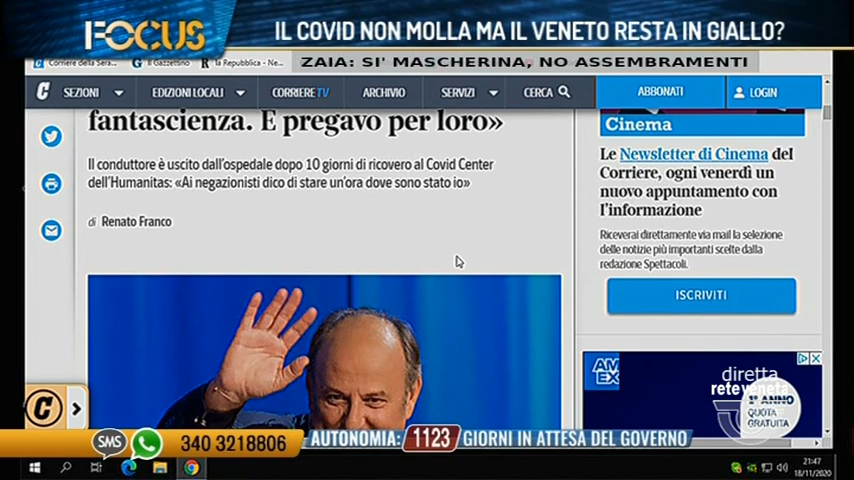 FOCUS
IL COVID NON MOLLA MA IL VENETO RESTA IN GIALLO?
Corriere della Sera...
Il Gazzettino
la Repubblica - Ne...
ZAIA: SI' MASCHERINA, NO ASSEMBRAMENTI
SEZIONI
EDIZIONI LOCALI
CORRIERE TV
ARCHIVIO
SERVIZI
CERCA
ABBONATI
LOGIN
fantascienza. E pregavo per loro»
Il conduttore è uscito dall'ospedale dopo 10 giorni di ricovero al Covid Center
dell'Humanitas: «Ai negazionisti dico di stare un'ora dove sono stato io»
di Renato Franco
Cinema
Le Newsletter di Cinema del
Corriere, ogni venerdì un
nuovo appuntamento con
l'informazione
Riceverai direttamente via mail la selezione
delle notizie più importanti scelte dalla
redazione Spettacoli.
ISCRIVITI
AM
EX
diretta
reteveneta
1° ANNO
QUOTA
GRATUITA
SMS
340 3218806
AUTONOMIA: 1123 GIORNI IN ATTESA DEL GOVERNO
21:47
18/11/2020